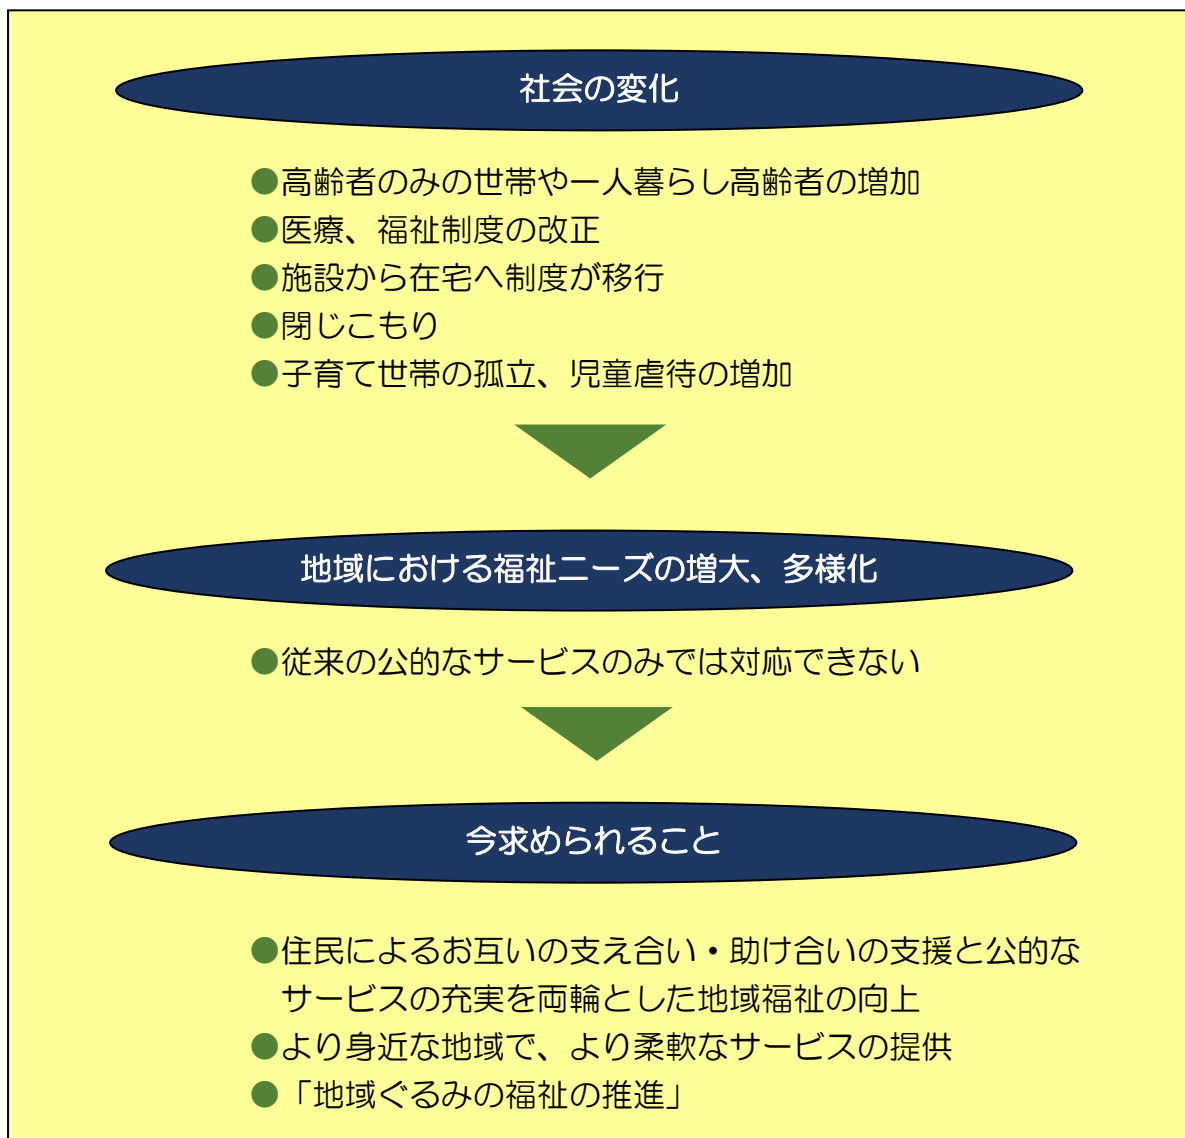 社会の変化
●高齢者のみの世帯や一人暮らし高齢者の増加
●医療、福祉制度の改正
●施設から在宅へ制度が移行
●閉じこもり
●子育て世帯の孤立、児童虐待の増加
地域における福祉ニーズの増大、多様化
●従来の公的なサービスのみでは対応できない
今求められること
●住民によるお互いの支え合い・助け合いの支援と公的な
サービスの充実を両輪とした地域福祉の向上
●より身近な地域で、より柔軟なサービスの提供
●「地域ぐるみの福祉の推進」